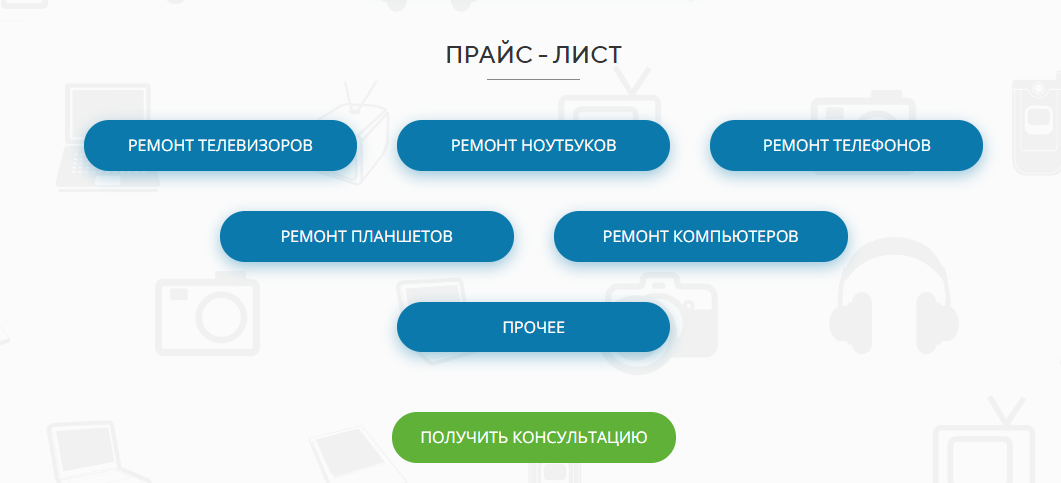 ПРАЙС - ЛИСТ
РЕМОНТ ТЕЛЕВИЗОРОВ
РЕМОНТ НОУТБУКОВ
РЕМОНТ ТЕЛЕФОНОВ
РЕМОНТ ПЛАНШЕТОВ
РЕМОНТ КОМПЬЮТЕРОВ
ПРОЧЕЕ
ПОЛУЧИТЬ КОНСУЛЬТАЦИЮ